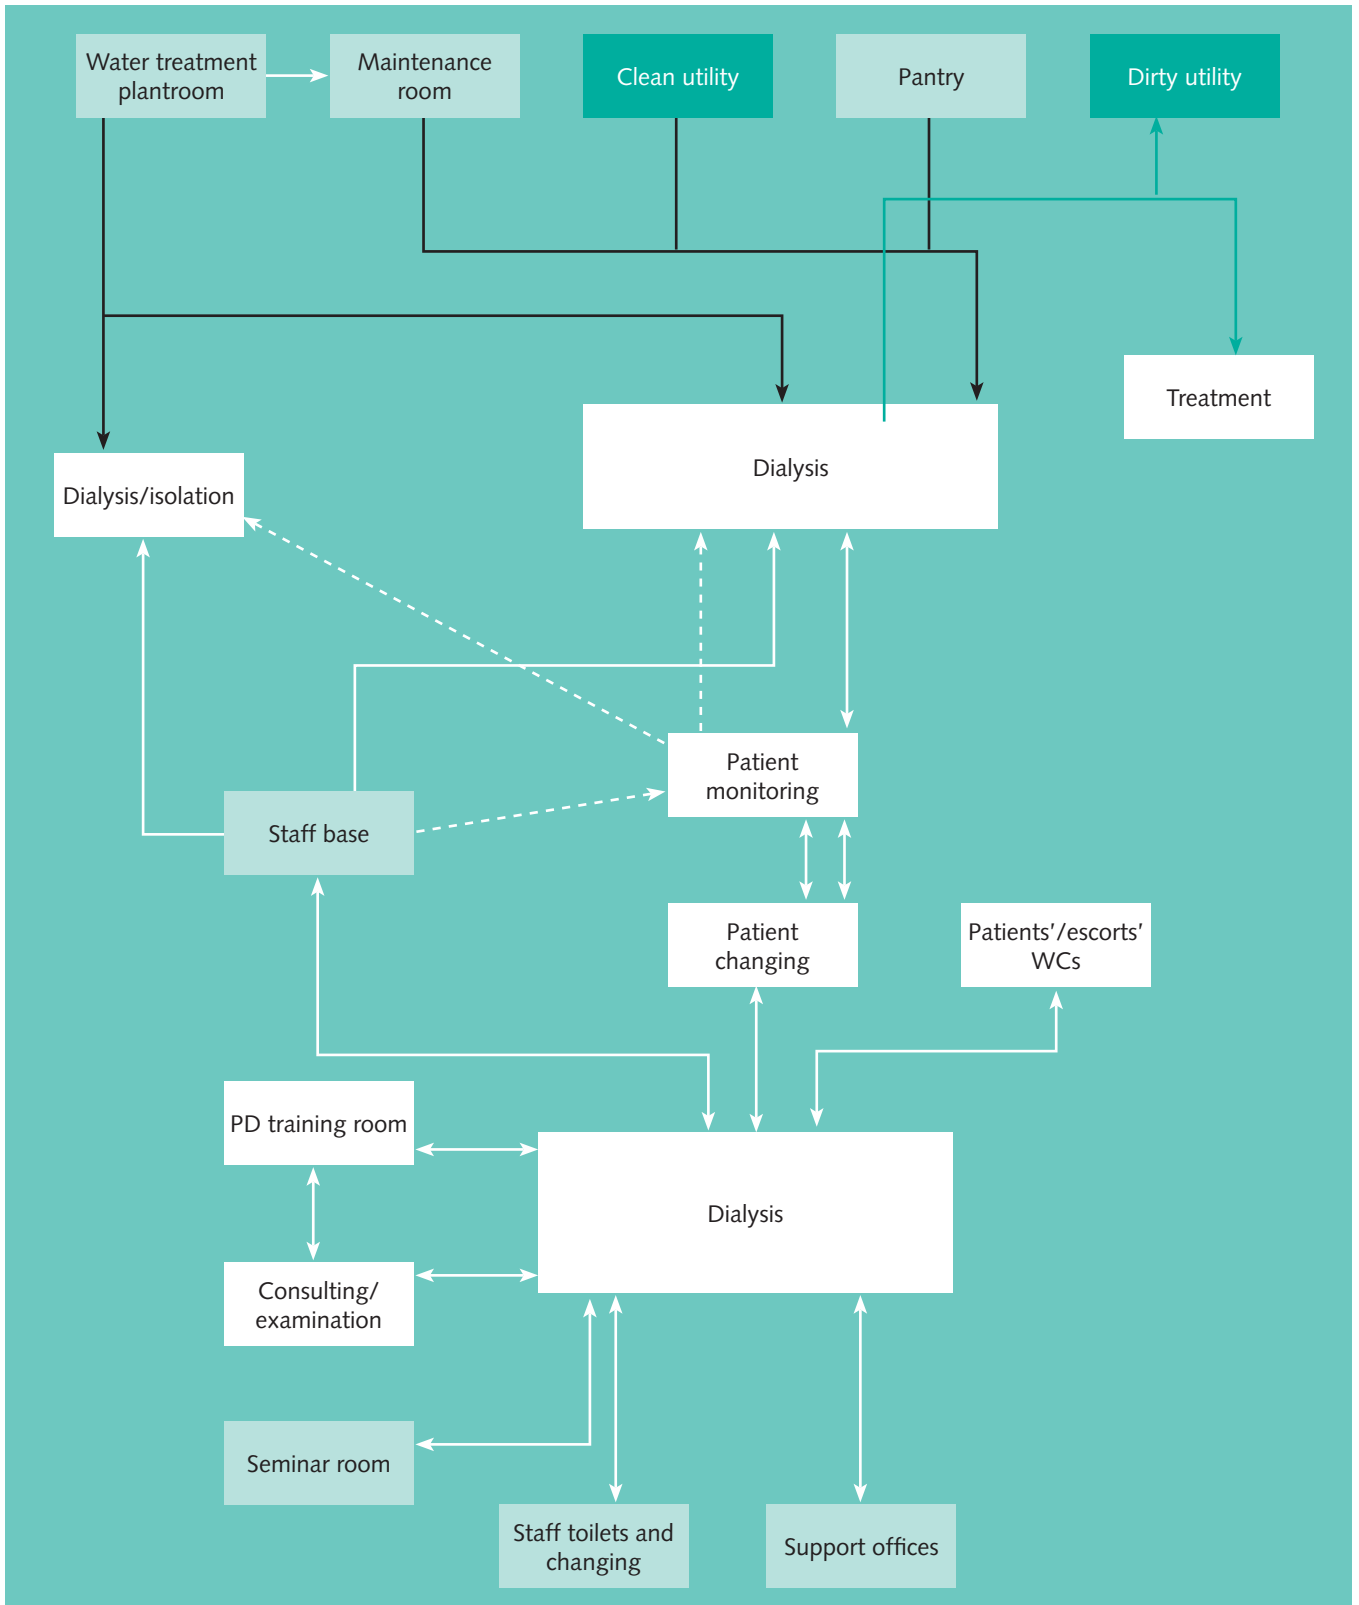 Water treatment
plantroom
Maintenance
room
Clean utility
Pantry
Dirty utility
Treatment
Dialysis
Dialysis/isolation
Patient
monitoring
Staff base
Patient
changing
Patients’/escorts’
WCs
PD training room
Dialysis
Consulting/
examination
Seminar room
Staff toilets and
changing
Support offices